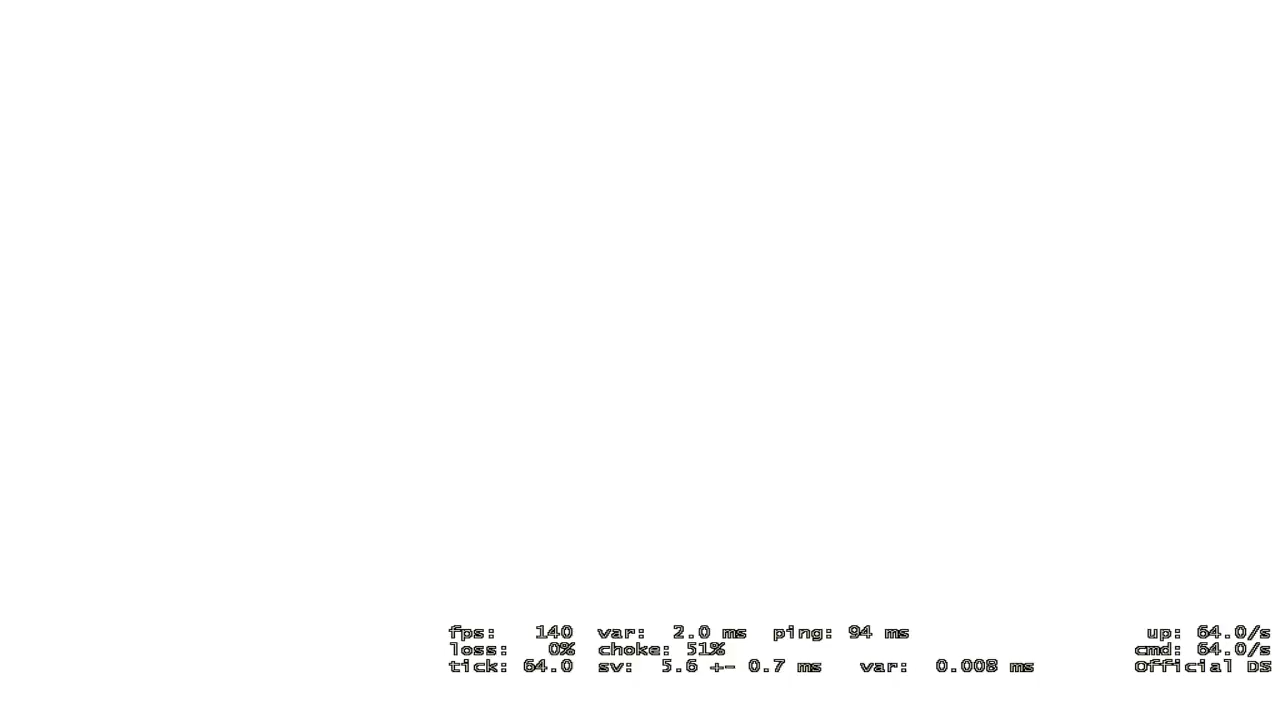 fps: 140 var: 2.0 ms ping: 94 ms up: 64.0/s
loss: 0% choke: 51% cmd: 64.0/s
tick: 64.0 sv: 5.6 +- 0.7 ms var: 0.008 ms Official DS